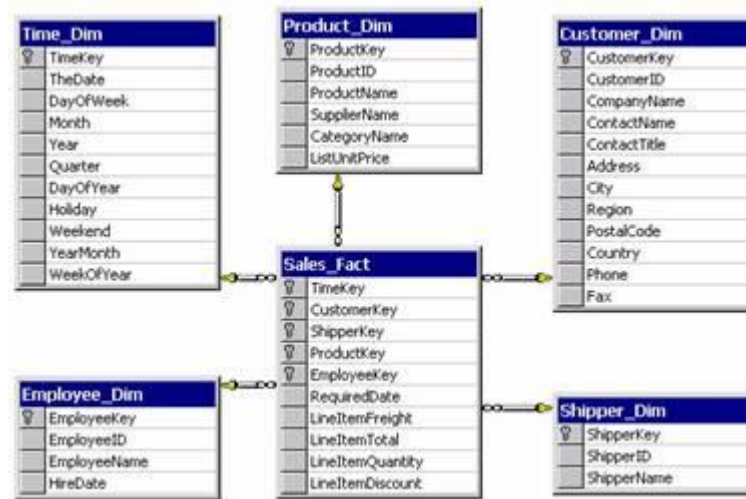 Time_Dim
TimeKey
TheDate
DayOfWeek
Month
Year
Quarter
DayOfYear
Holiday
Weekend
YearMonth
WeekOfYear
Product_Dim
ProductKey
ProductID
ProductName
SupplierName
CategoryName
ListUnitPrice
Customer_Dim
CustomerKey
CustomerID
CompanyName
ContactName
ContactTitle
Address
City
Region
PostalCode
Country
Phone
Fax
Sales_Fact
TimeKey
CustomerKey
ShipperKey
ProductKey
EmployeeKey
RequiredDate
LineItemFreight
LineItemTotal
LineItemQuantity
LineItemDiscount
Employee_Dim
EmployeeKey
EmployeeID
EmployeeName
HireDate
Shipper_Dim
ShipperKey
ShipperID
ShipperName